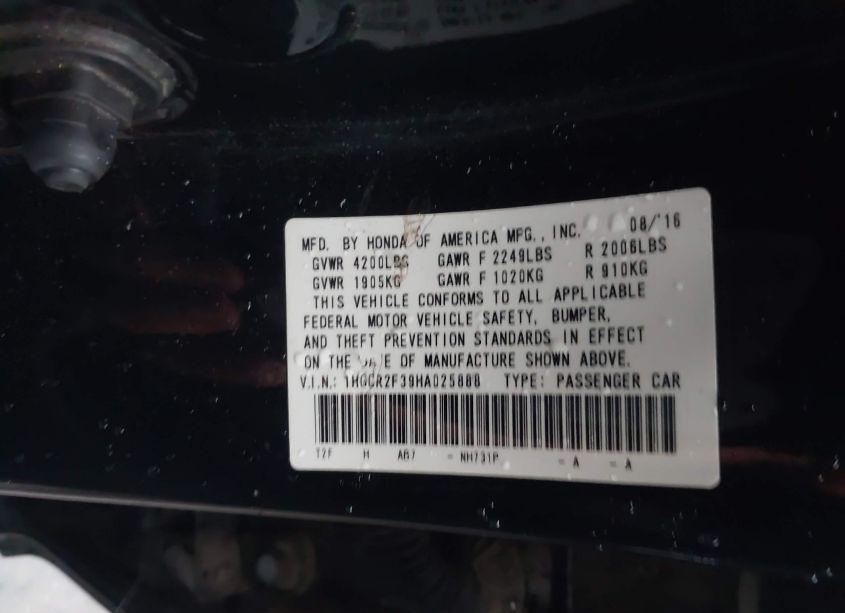 MFD. BY HONDA OF AMERICA MFG., INC. 08/'16
GVWR 4200LBS GAWR F 2249LBS R 2006LBS
GVWR 1905KG GAWR F 1020KG R 910KG
THIS VEHICLE CONFORMS TO ALL APPLICABLE
FEDERAL MOTOR VEHICLE SAFETY, BUMPER,
AND THEFT PREVENTION STANDARDS IN EFFECT
ON THE DATE OF MANUFACTURE SHOWN ABOVE.
V.I.N.: 1HGCR2F39HA025888 TYPE: PASSENGER CAR
T2F H AB7 = NH731P = A = A